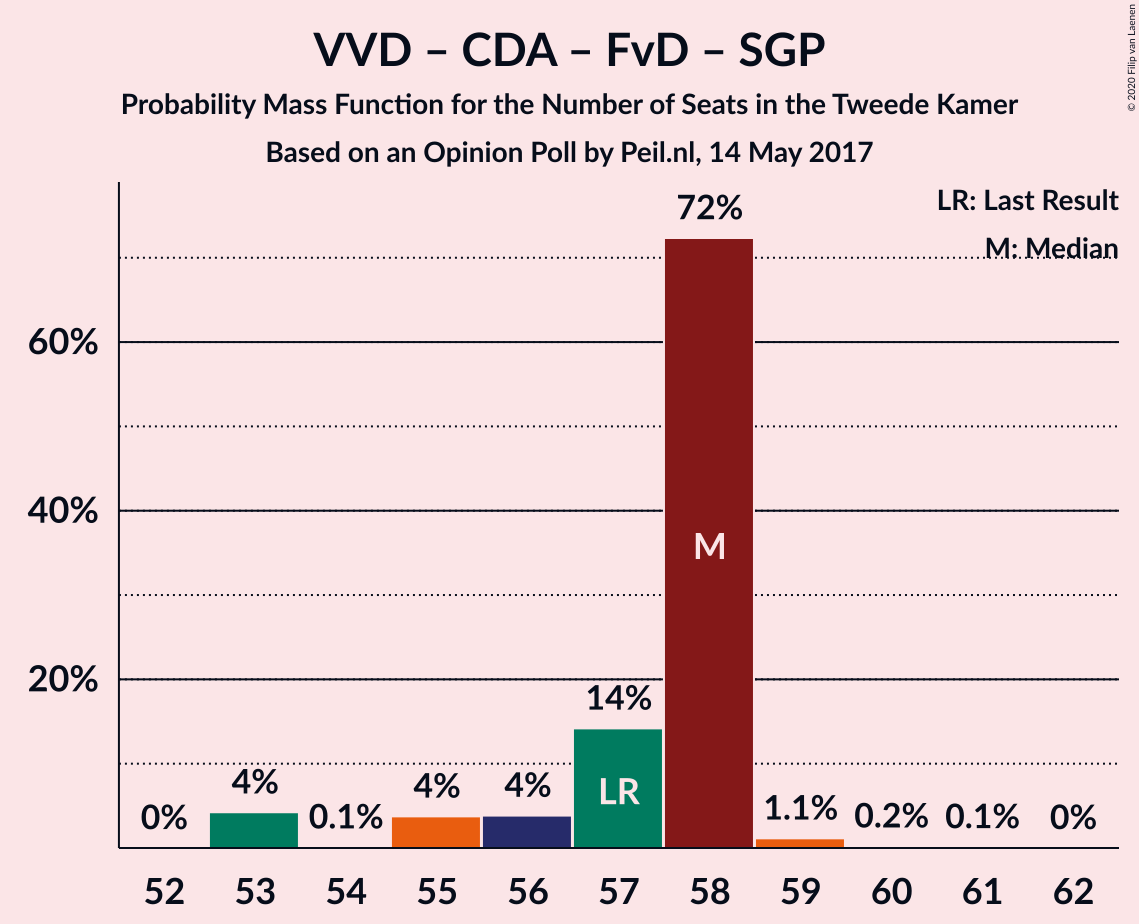 VVD – CDA – FvD – SGP
Probability Mass Function for the Number of Seats in the Tweede Kamer
Based on an Opinion Poll by Peil.nl, 14 May 2017
© 2020 Filip van Laenen
LR: Last Result
M: Median
72%
60%
40%
M
20%
14%
LR
0% 4% 0.1% 4% 4% 1.1% 0.2% 0.1% 0%
52 53 54 55 56 57 58 59 60 61 62